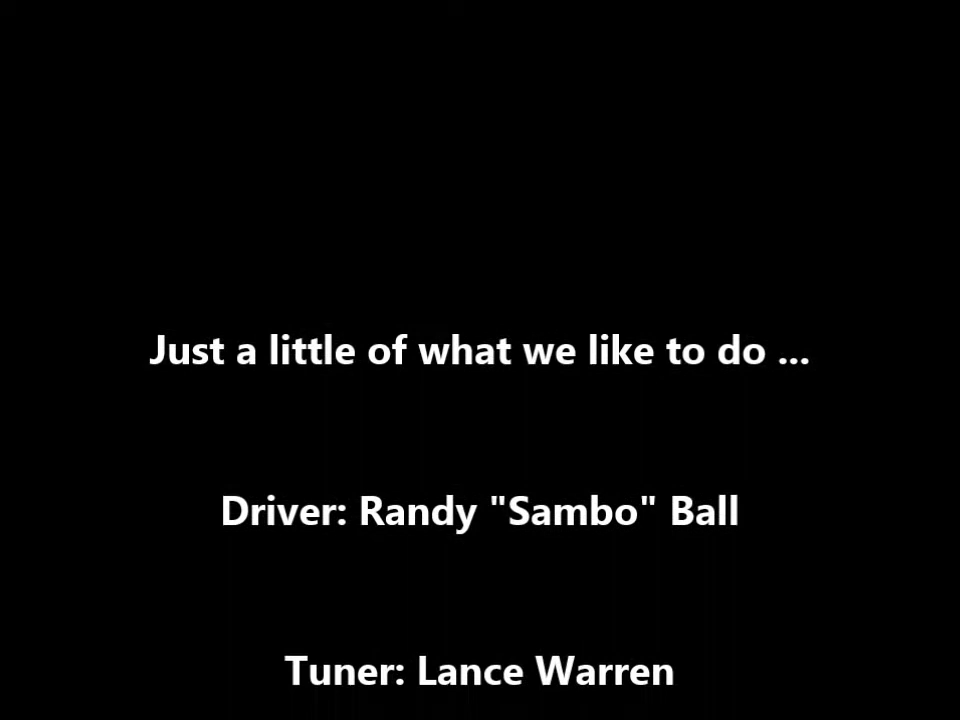 Just a little of what we like to do ...
Driver: Randy "Sambo" Ball
Tuner: Lance Warren